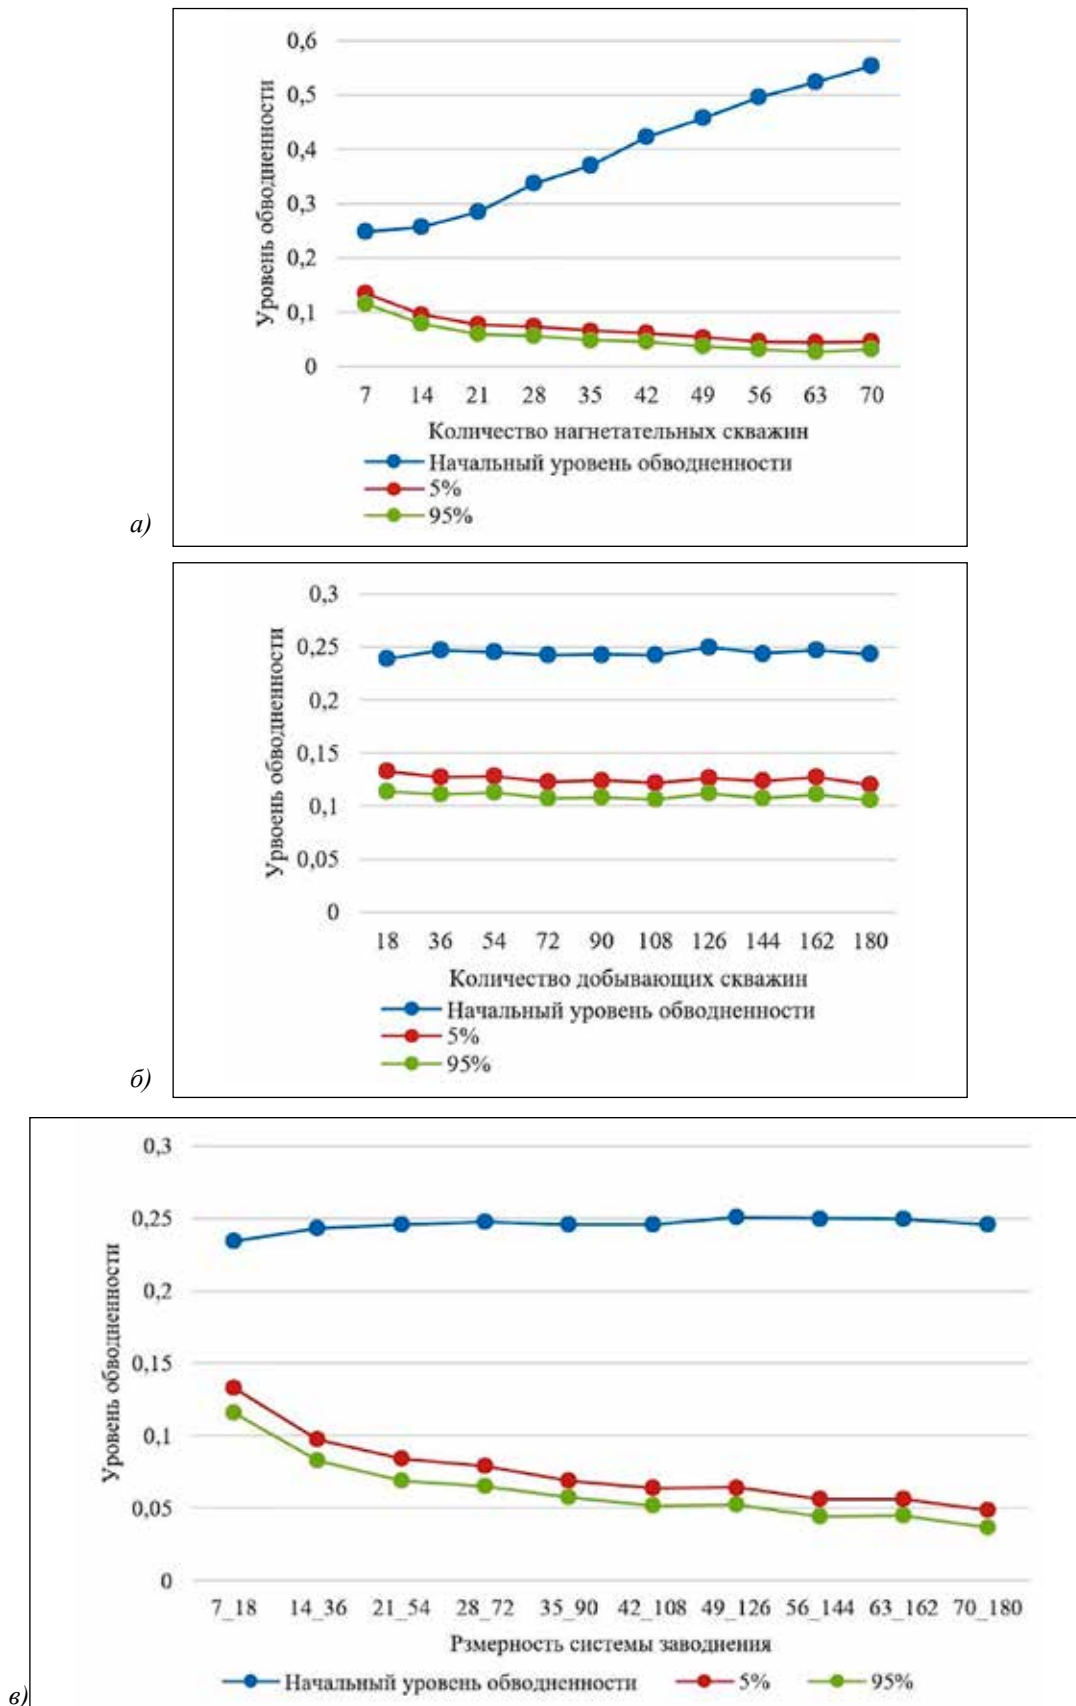 0,6
0,5
0,4
0,3
0,2
0,1
0
Уровень обводненности
7 14 21 28 35 42 49 56 63 70
Количество нагнетательных скважин
Начальный уровень обводненности
5%
95%
а)
0,3
0,25
0,2
0,15
0,1
0,05
0
Урвоень обводненности
18 36 54 72 90 108 126 144 162 180
Количество добывающих скважин
Начальный уровень обводненности
5%
95%
б)
0,3
0,25
0,2
0,15
0,1
0,05
0
Уровень обводненности
7_18 14_36 21_54 28_72 35_90 42_108 49_126 56_144 63_162 70_180
Рзмерность системы заводнения
Начальный уровень обводненности 5% 95%
в)